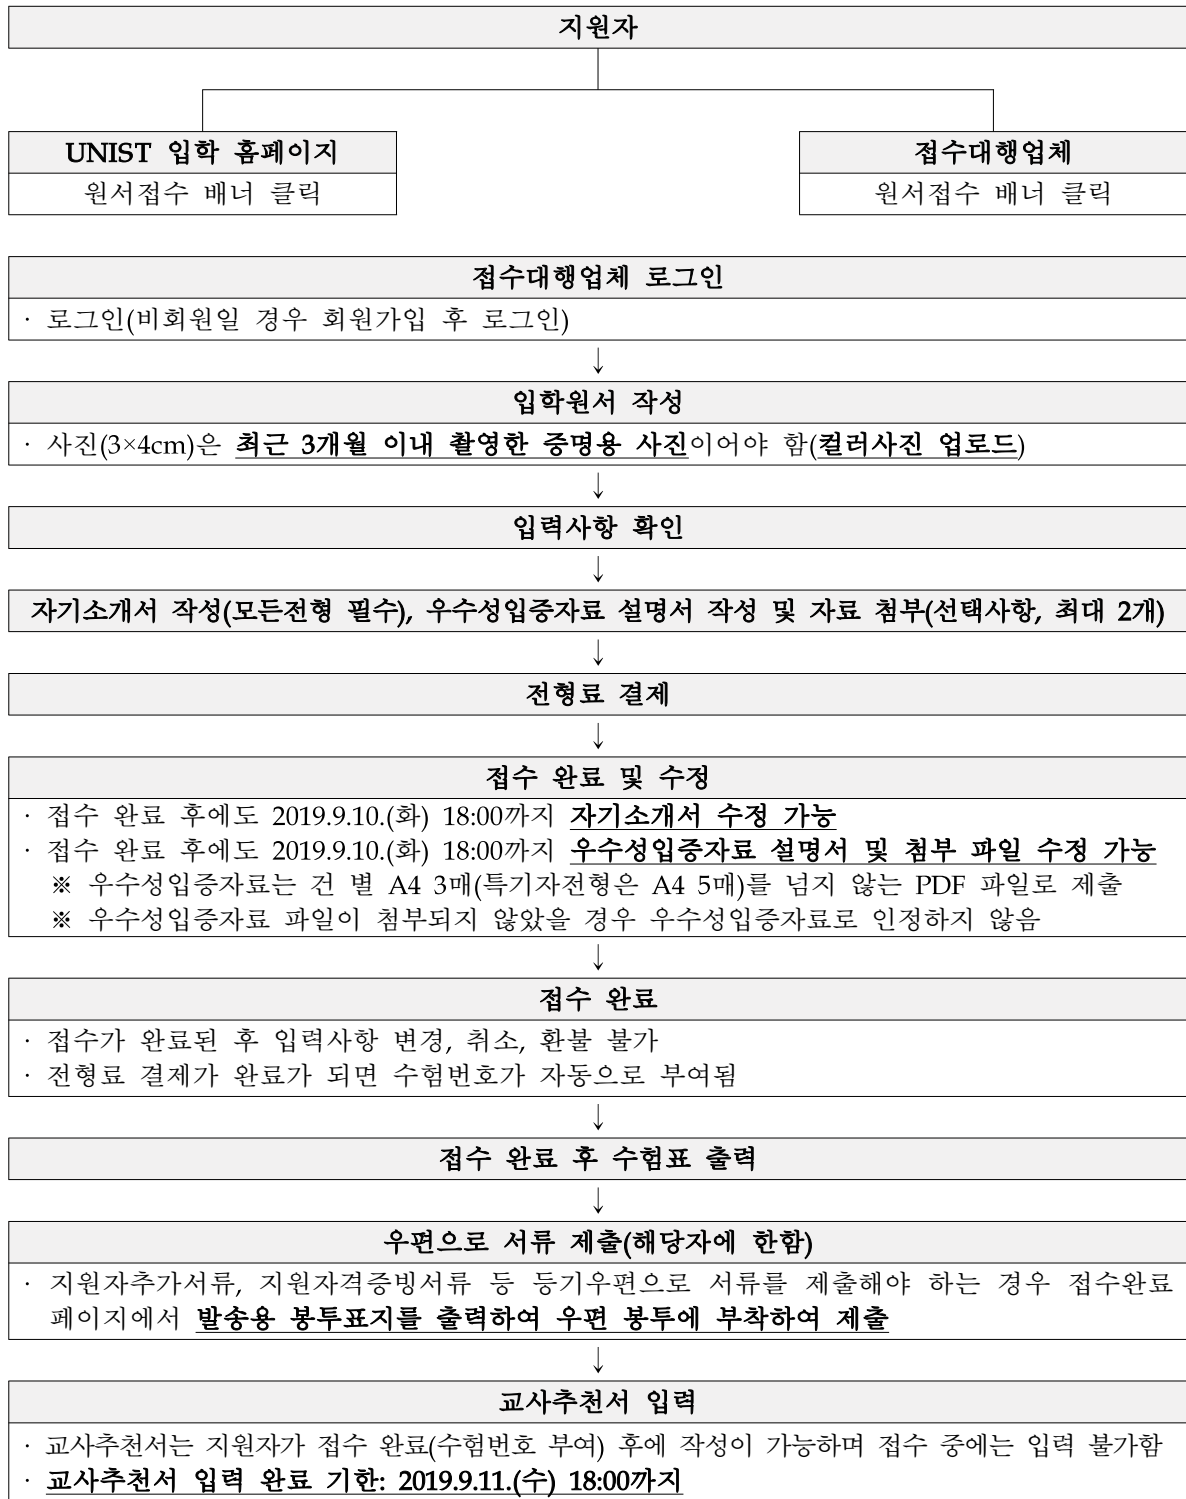 지원자
UNIST 입학 홈페이지
접수대행업체
원서접수 배너 클릭
원서접수 배너 클릭
접수대행업체 로그인
· 로그인(비회원일 경우 회원가입 후 로그인)
↓
입학원서 작성
· 사진(3×4cm)은 최근 3개월 이내 촬영한 증명용 사진이어야 함(컬러사진 업로드)
↓
입력사항 확인
↓
자기소개서 작성(모든전형 필수), 우수성입증자료 설명서 작성 및 자료 첨부(선택사항, 최대 2개)
↓
전형료 결제
↓
접수 완료 및 수정
· 접수 완료 후에도 2019.9.10.(화) 18:00까지 자기소개서 수정 가능
· 접수 완료 후에도 2019.9.10.(화) 18:00까지 우수성입증자료 설명서 및 첨부 파일 수정 가능
※ 우수성입증자료는 건 별 A4 3매(특기자전형은 A4 5매)를 넘지 않는 PDF 파일로 제출
※ 우수성입증자료 파일이 첨부되지 않았을 경우 우수성입증자료로 인정하지 않음
↓
접수 완료
· 접수가 완료된 후 입력사항 변경, 취소, 환불 불가
· 전형료 결제가 완료가 되면 수험번호가 자동으로 부여됨
↓
접수 완료 후 수험표 출력
↓
우편으로 서류 제출(해당자에 한함)
· 지원자추가서류, 지원자격증빙서류 등 등기우편으로 서류를 제출해야 하는 경우 접수완료
페이지에서 발송용 봉투표지를 출력하여 우편 봉투에 부착하여 제출
↓
교사추천서 입력
· 교사추천서는 지원자가 접수 완료(수험번호 부여) 후에 작성이 가능하며 접수 중에는 입력 불가함
· 교사추천서 입력 완료 기한: 2019.9.11.(수) 18:00까지